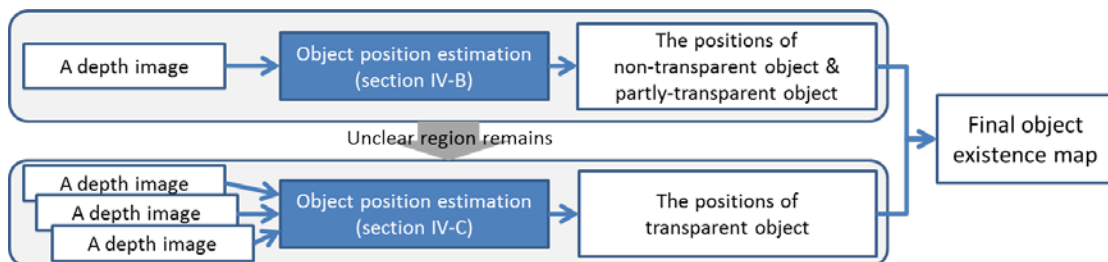 A depth image
Object position estimation
(section IV-B)
The positions of
non-transparent object &
partly-transparent object
Unclear region remains
A depth image
A depth image
A depth image
Object position estimation
(section IV-C)
The positions of
transparent object
Final object
existence map